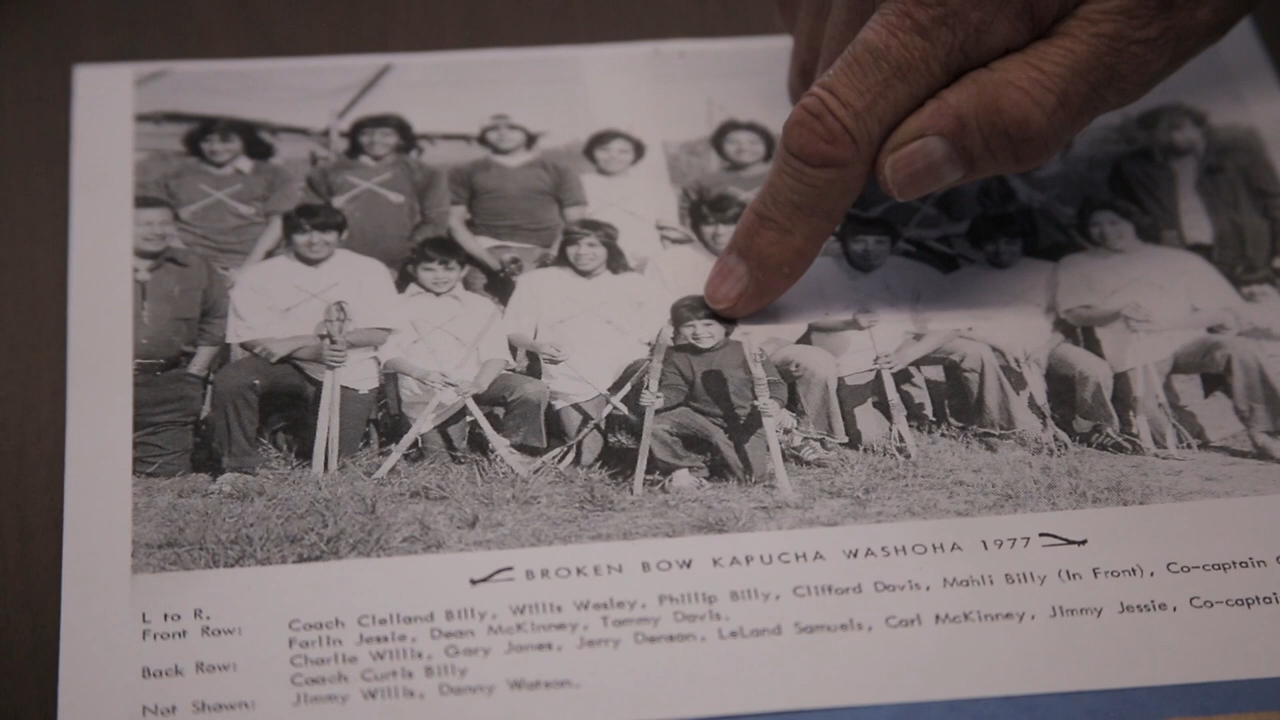 BROKEN BOW KAPUCHA WASHOHA 1977
L to R.
Front Row: Coach Clelland Billy, Willis Wesley, Phillip Billy, Clifford Davis, Mahli Billy (In Front), Co-captain
Farlin Jessie, Dean McKinney, Tommy Davis.
Back Row: Charlie Willis, Gary Jones, Jerry Denson, LeLand Samuels, Carl McKinney, Jimmy Jessie, Co-captai
Coach Curtis Billy
Not Shown: Jimmy Willis, Danny Watson.